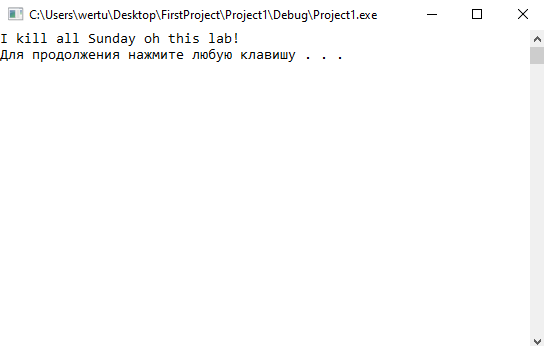 C:\Users\wertu\Desktop\FirstProject\Project1\Debug\Project1.exe
I kill all Sunday oh this lab!
Для продолжения нажмите любую клавишу . . .